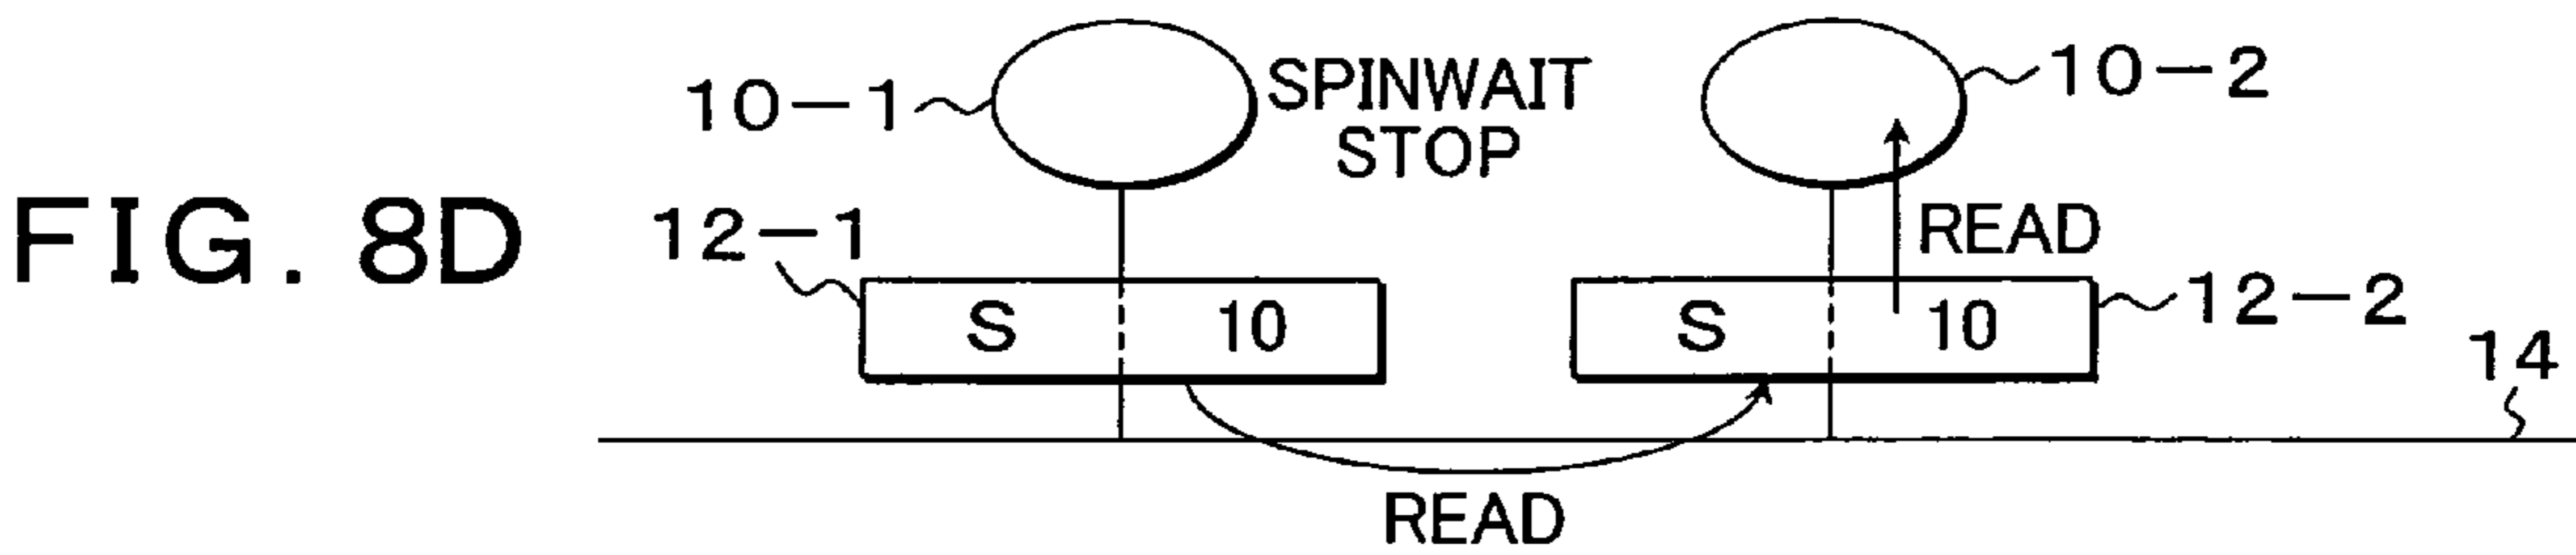 FIG. 8D
10-1
SPINWAIT
STOP
10-2
12-1
READ
S 10
S 10
12-2
14
READ